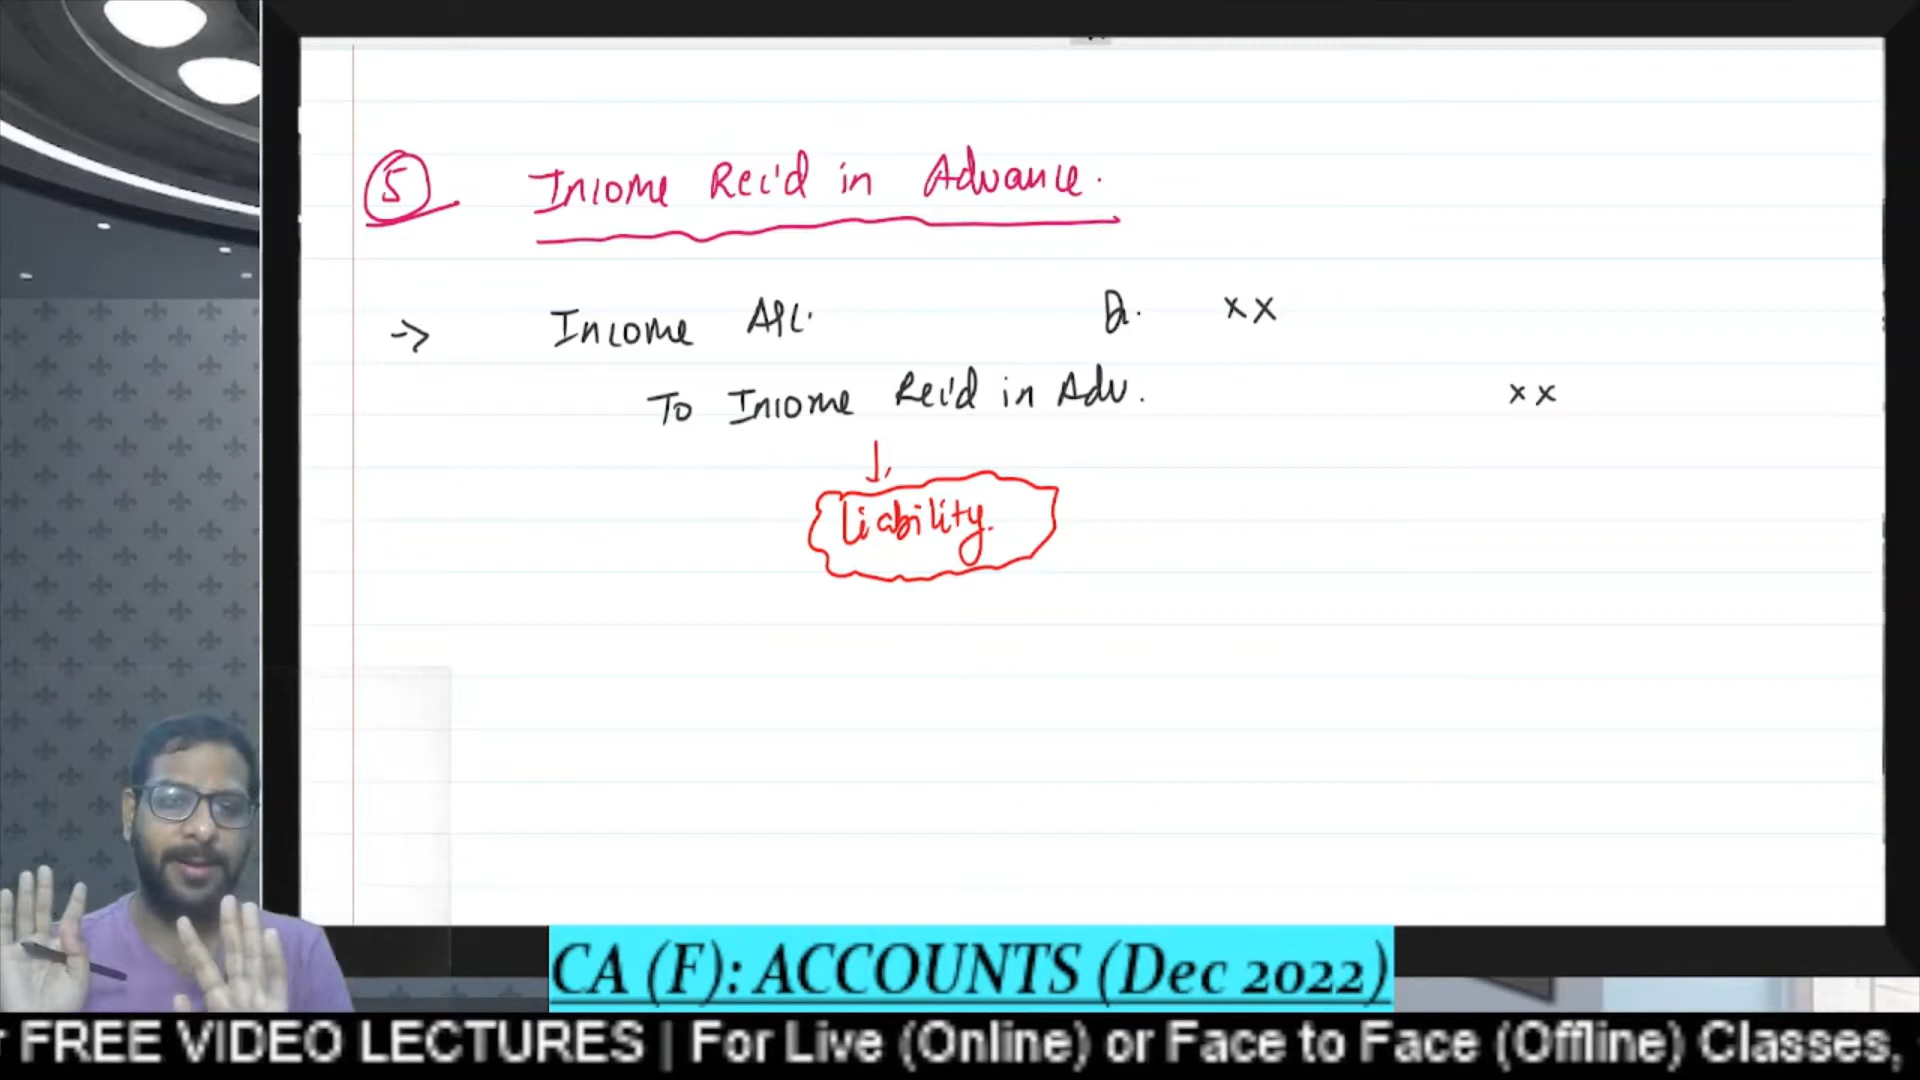 5 Income Rec'd in Advance.
→ Income A/c. Dr. xx
To Income Rec'd in Adv. xx
↓
liability.
CA (F): ACCOUNTS (Dec 2022)
FREE VIDEO LECTURES | For Live (Online) or Face to Face (Offline) Classes,